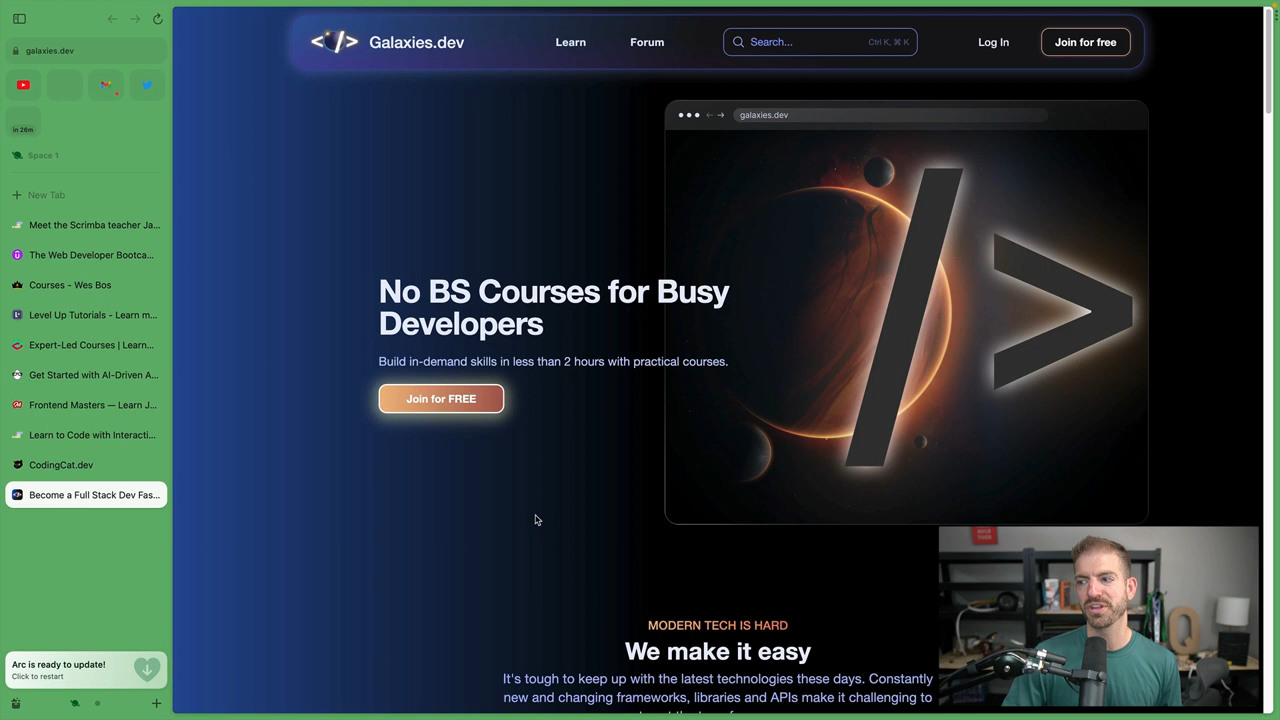 galaxies.dev
in 26m
Space 1
New Tab
Meet the Scrimba teacher Ja...
The Web Developer Bootca...
Courses - Wes Bos
Level Up Tutorials - Learn m...
Expert-Led Courses | Learn...
Get Started with AI-Driven A...
Frontend Masters — Learn J...
Learn to Code with Interacti...
CodingCat.dev
Become a Full Stack Dev Fas...
Arc is ready to update!
Click to restart
</> Galaxies.dev Learn Forum Search... Ctrl K, ⌘ K Log In Join for free
galaxies.dev
/>
No BS Courses for Busy
Developers
Build in-demand skills in less than 2 hours with practical courses.
Join for FREE
MODERN TECH IS HARD
We make it easy
It's tough to keep up with the latest technologies these days. Constantly
new and changing frameworks, libraries and APIs make it challenging to